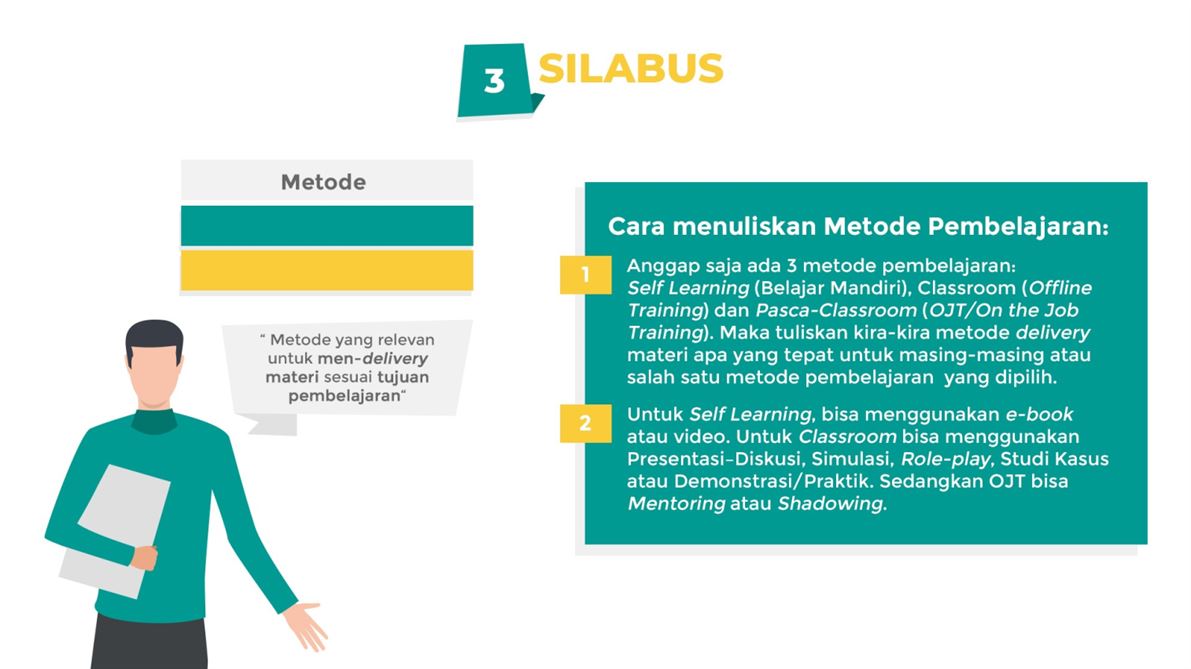 3
SILABUS
Metode
“ Metode yang relevan
untuk men-delivery
materi sesuai tujuan
pembelajaran“
Cara menuliskan Metode Pembelajaran:
1
Anggap saja ada 3 metode pembelajaran:
Self Learning (Belajar Mandiri), Classroom (Offline
Training) dan Pasca-Classroom (OJT/On the Job
Training). Maka tuliskan kira-kira metode delivery
materi apa yang tepat untuk masing-masing atau
salah satu metode pembelajaran yang dipilih.
2
Untuk Self Learning, bisa menggunakan e-book
atau video. Untuk Classroom bisa menggunakan
Presentasi–Diskusi, Simulasi, Role-play, Studi Kasus
atau Demonstrasi/Praktik. Sedangkan OJT bisa
Mentoring atau Shadowing.